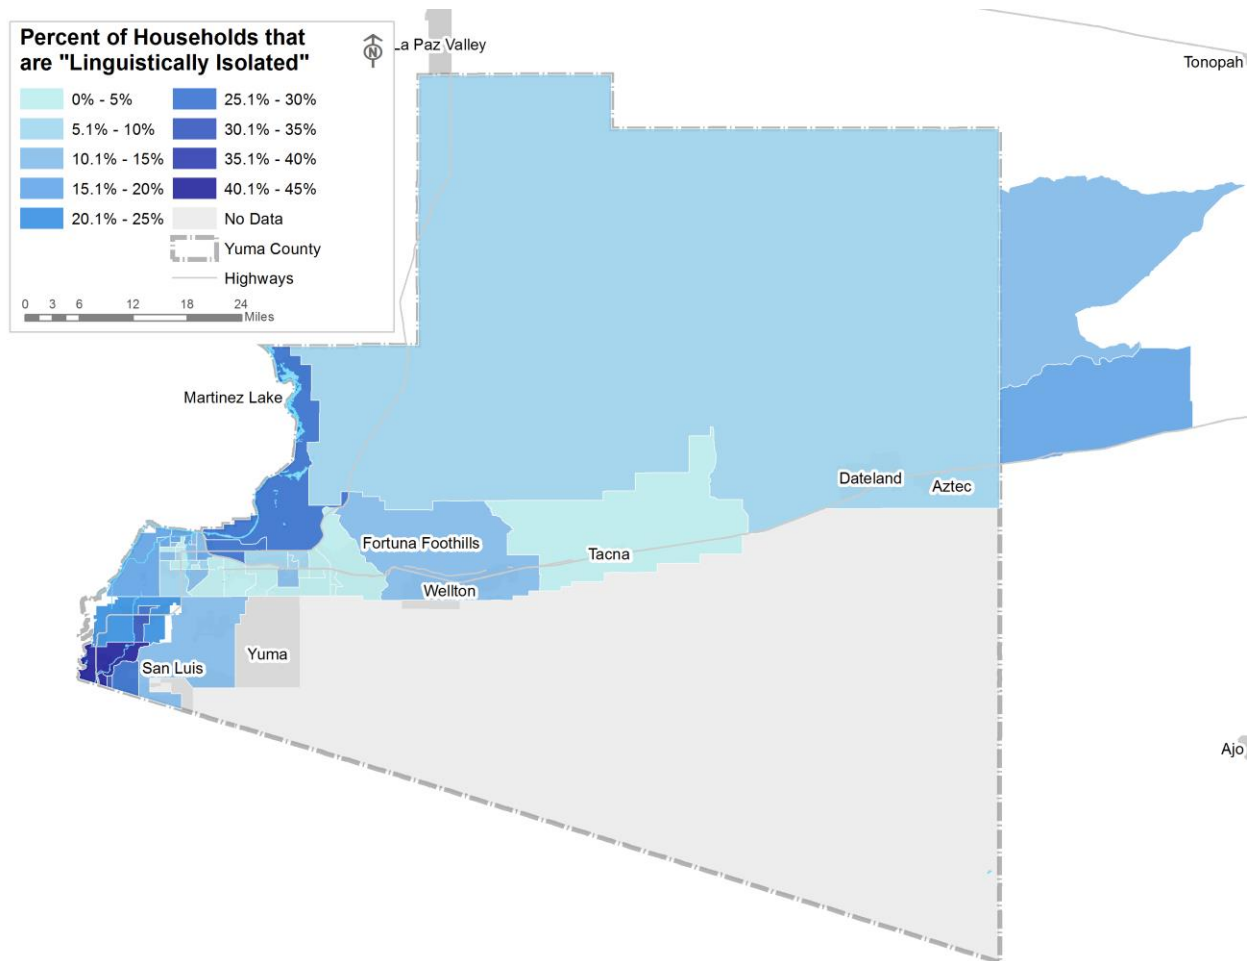 Percent of Households that
are "Linguistically Isolated"
N
0% - 5%
25.1% - 30%
5.1% - 10%
30.1% - 35%
10.1% - 15%
35.1% - 40%
15.1% - 20%
40.1% - 45%
20.1% - 25%
No Data
Yuma County
Highways
0 3 6 12 18 24
Miles
La Paz Valley
Tonopah
Martinez Lake
Dateland
Aztec
Fortuna Foothills
Tacna
Wellton
Yuma
San Luis
Ajo